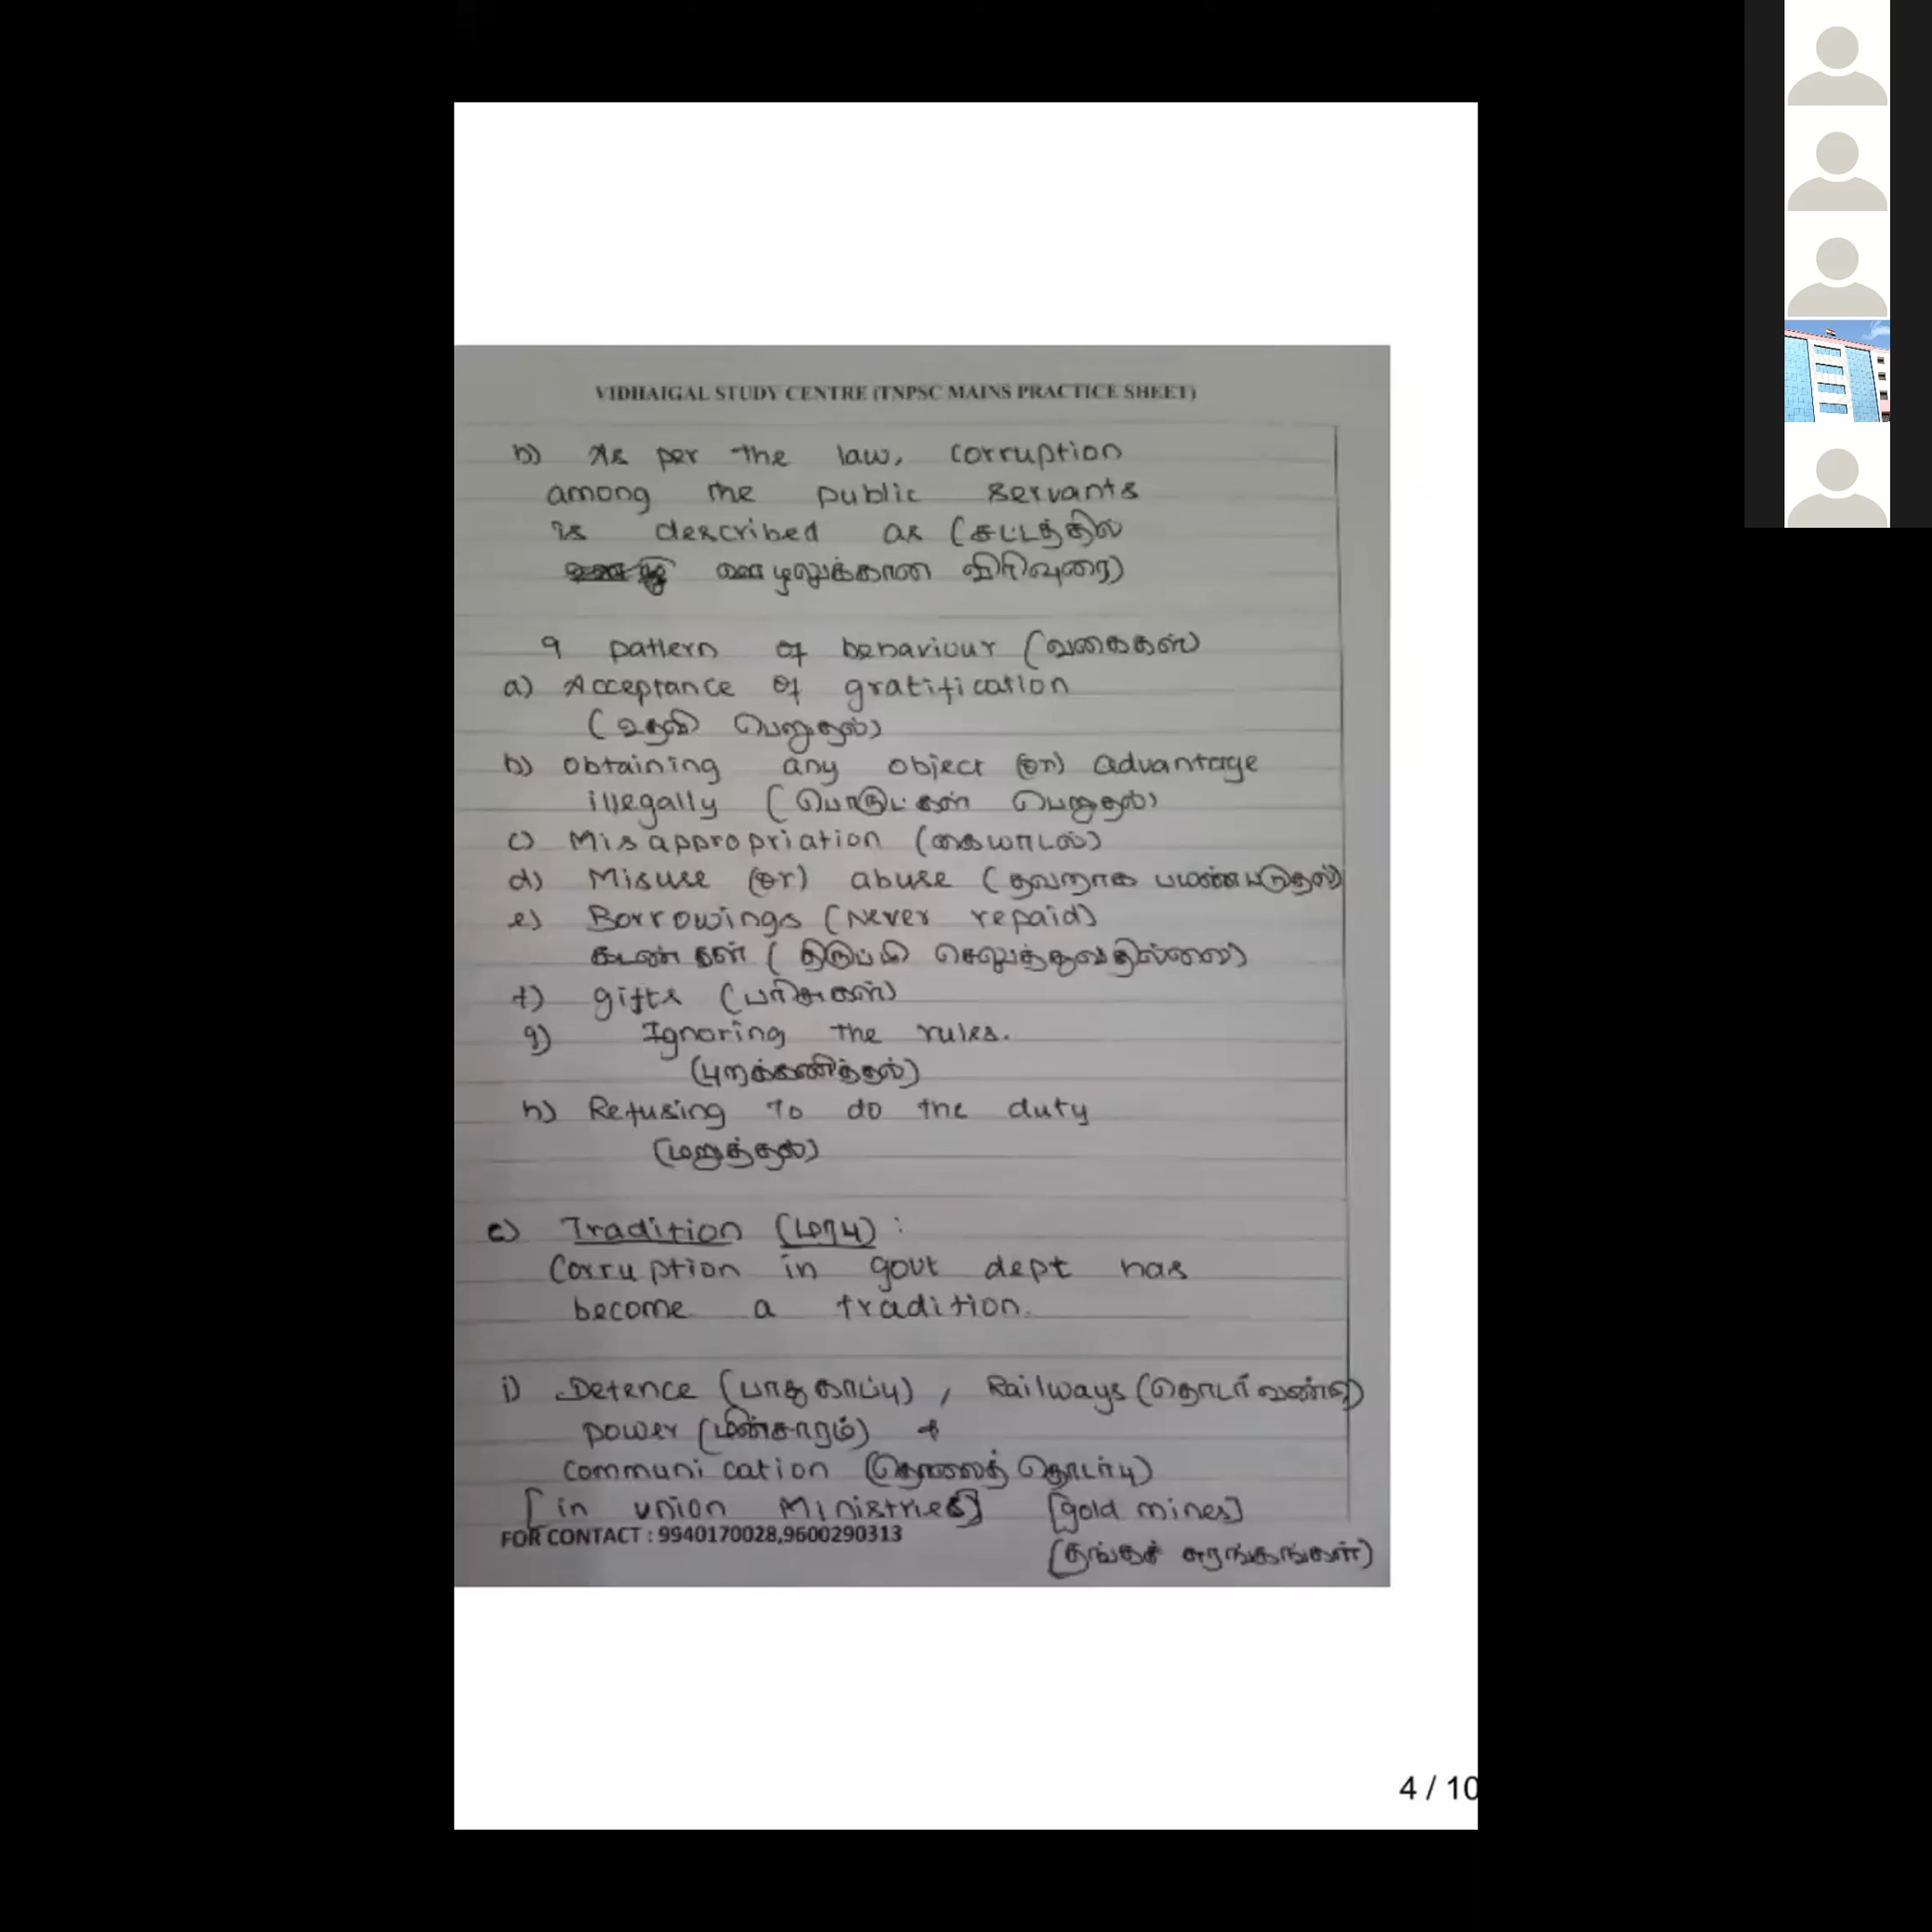 VIDHAIGAL STUDY CENTRE (TNPSC MAINS PRACTICE SHEET)
b) As per the law, corruption
among the public servants
is described as (சட்டத்தில்
ஊழலுக்கான விரிவுரை)
9 pattern of behaviour (வகைகள்)
a) Acceptance of gratification
(உதவி பெறுதல்)
b) Obtaining any object (or) advantage
illegally (பொருட்கள் பெறுதல்)
c) Misappropriation (கையாடல்)
d) Misuse (or) abuse (தவறாக பயன்படுத்தல்)
e) Borrowings (Never repaid)
கடன்கள் (திருப்பி செலுத்துவதில்லை)
f) gifts (பரிசுகள்)
g) Ignoring the rules.
(புறக்கணித்தல்)
h) Refusing to do the duty
(மறுத்தல்)
c) Tradition (மரபு) :
Corruption in govt dept has
become a tradition.
i) Defence (பாதுகாப்பு) , Railways (தொடர்வண்டி)
power (மின்சாரம்) +
communication (தொலைத் தொடர்பு)
[in union Ministries] [gold mines]
FOR CONTACT : 9940170028,9600290313
(தங்கச் சுரங்கங்கள்)
4 / 10